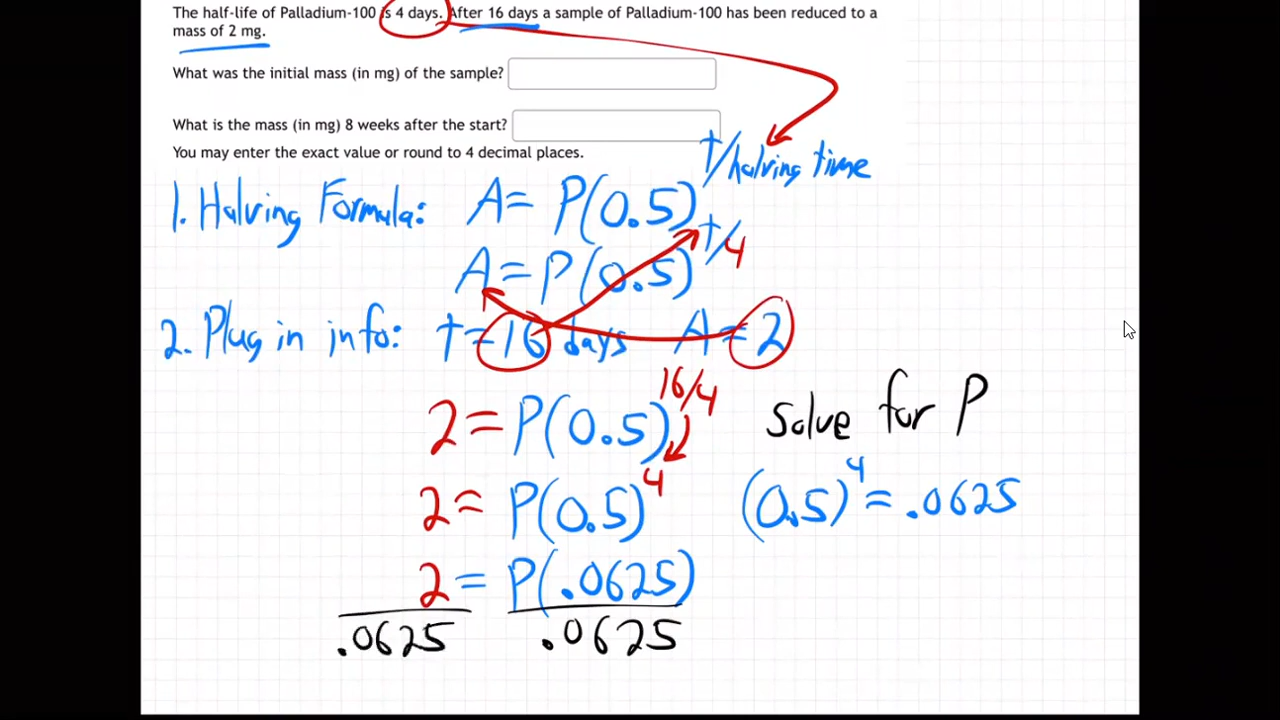 The half-life of Palladium-100 is 4 days. After 16 days a sample of Palladium-100 has been reduced to a
mass of 2 mg.
What was the initial mass (in mg) of the sample?
What is the mass (in mg) 8 weeks after the start?
You may enter the exact value or round to 4 decimal places.
1. Halving Formula: A = P(0.5)^t/halving time
A = P(0.5)^t/4
2. Plug in info: t = 16 days A = 2
2 = P(0.5)^16/4 solve for P
2 = P(0.5)^4 (0.5)^4 = .0625
2 = P(.0625)
.0625 .0625